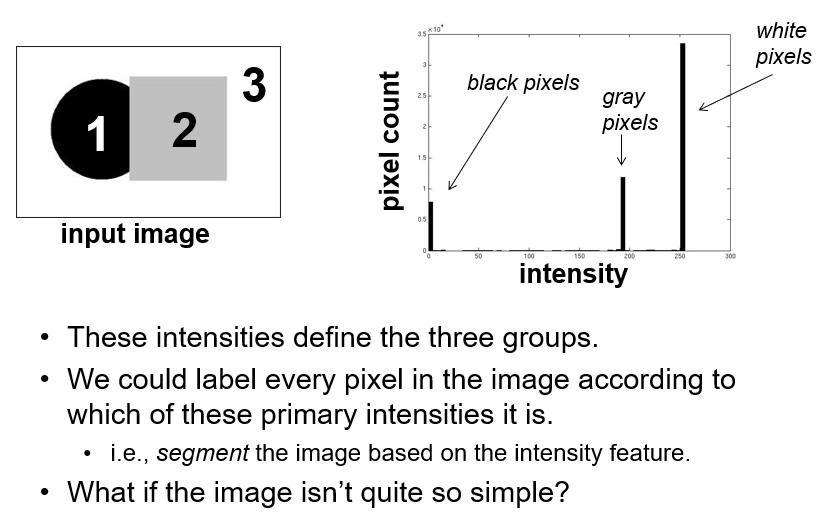 1
2
3
input image
×10⁴
3.5
3
2.5
2
1.5
1
0.5
0
0
50
100
150
200
250
300
pixel count
intensity
black pixels
gray
pixels
white
pixels
• These intensities define the three groups.
• We could label every pixel in the image according to
which of these primary intensities it is.
• i.e., segment the image based on the intensity feature.
• What if the image isn’t quite so simple?